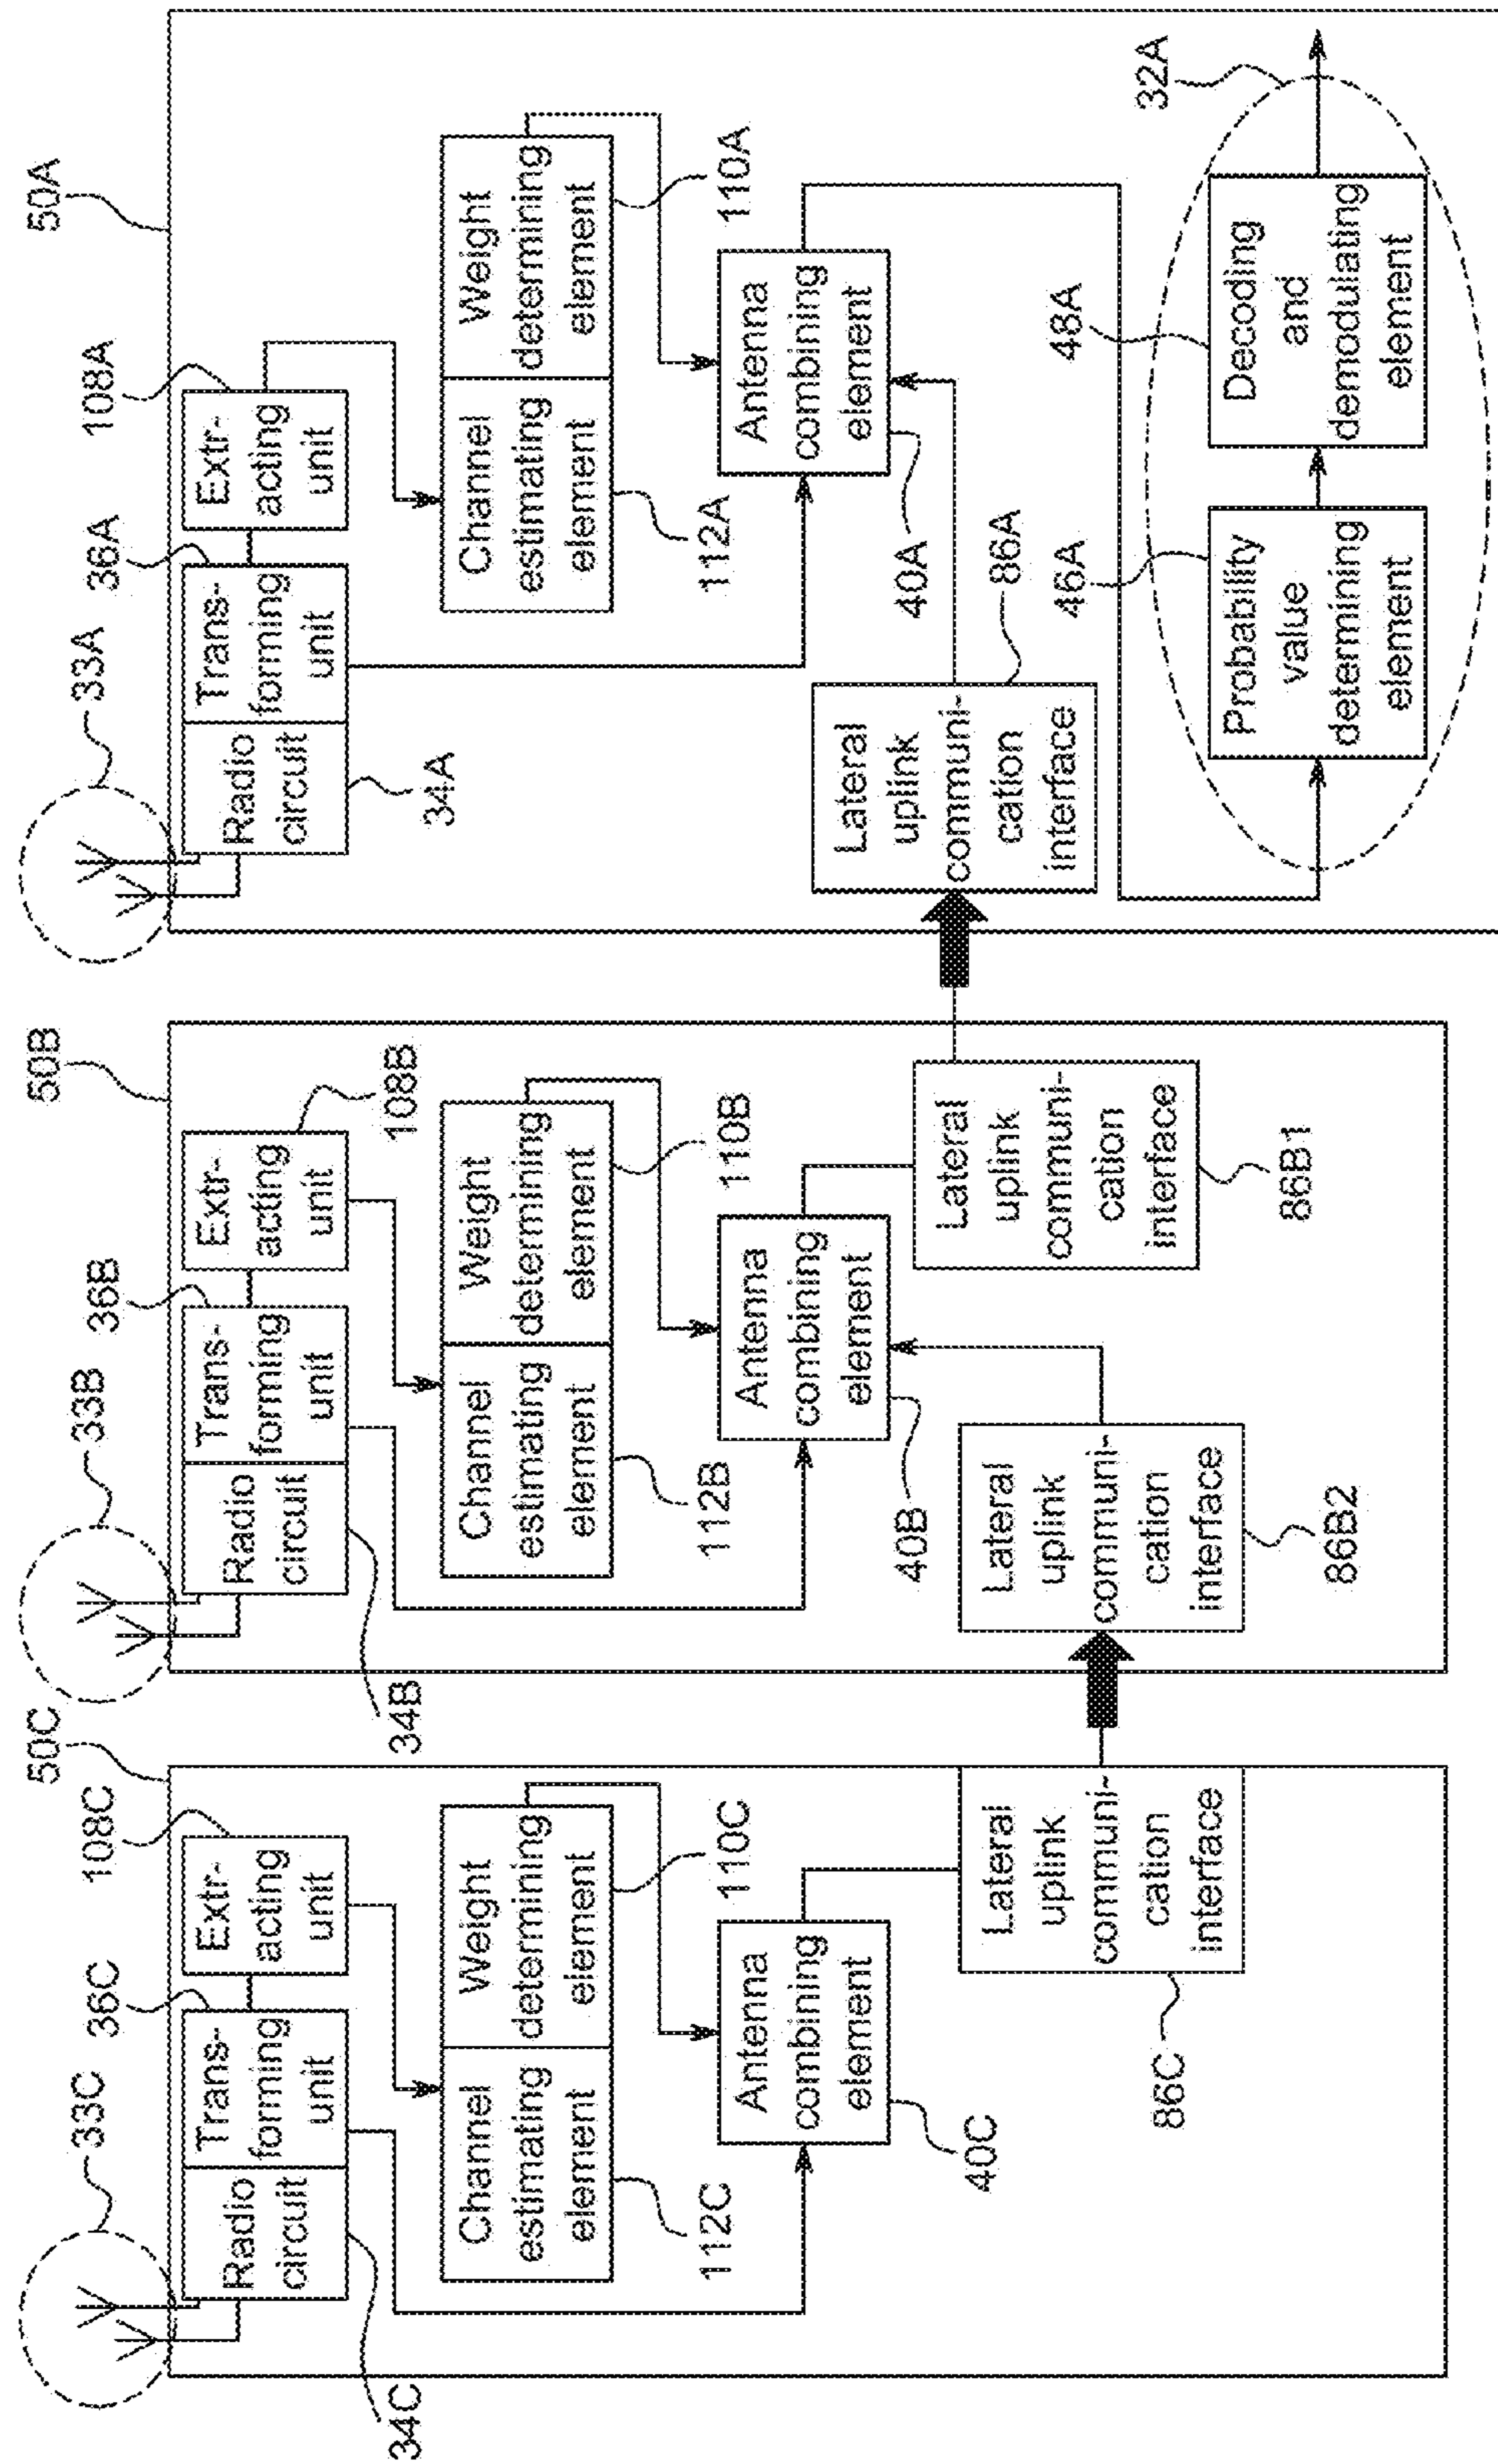 50C
33C
36C
108C
Radio
circuit
Trans-
forming
unit
Extr-
acting
unit
34C
Channel
estimating
element
Weight
determining
element
112C
110C
Antenna
combining
element
40C
Lateral
uplink
communi-
cation
interface
86C
50B
33B
36B
108B
Radio
circuit
Trans-
forming
unit
Extr-
acting
unit
34B
Channel
estimating
element
Weight
determining
element
112B
110B
Antenna
combining
element
40B
Lateral
uplink
communi-
cation
interface
86B1
Lateral
uplink
communi-
cation
interface
86B2
50A
33A
36A
108A
Radio
circuit
Trans-
forming
unit
Extr-
acting
unit
34A
Channel
estimating
element
Weight
determining
element
112A
110A
Antenna
combining
element
40A
Lateral
uplink
communi-
cation
interface
86A
46A
48A
32A
Probability
value
determining
element
Decoding
and
demodulating
element